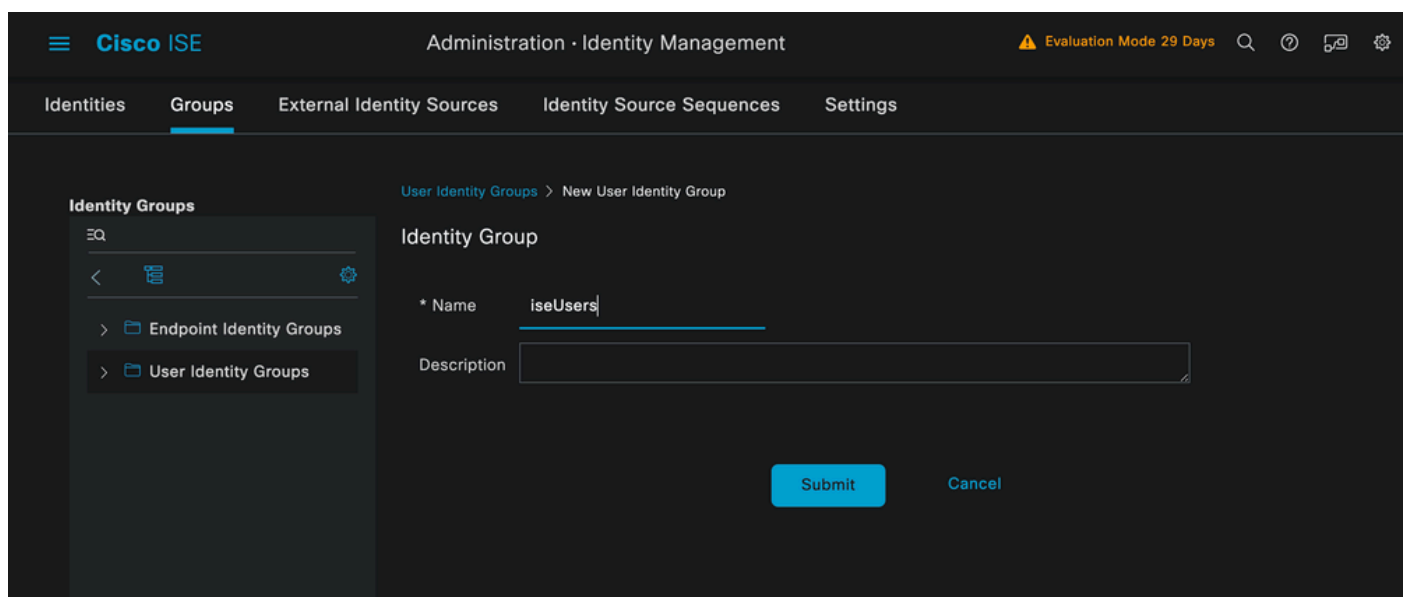 Cisco ISE
Administration · Identity Management
Evaluation Mode 29 Days
Identities Groups External Identity Sources Identity Source Sequences Settings
Identity Groups
Endpoint Identity Groups
User Identity Groups
User Identity Groups > New User Identity Group
Identity Group
* Name iseUsers
Description
Submit Cancel